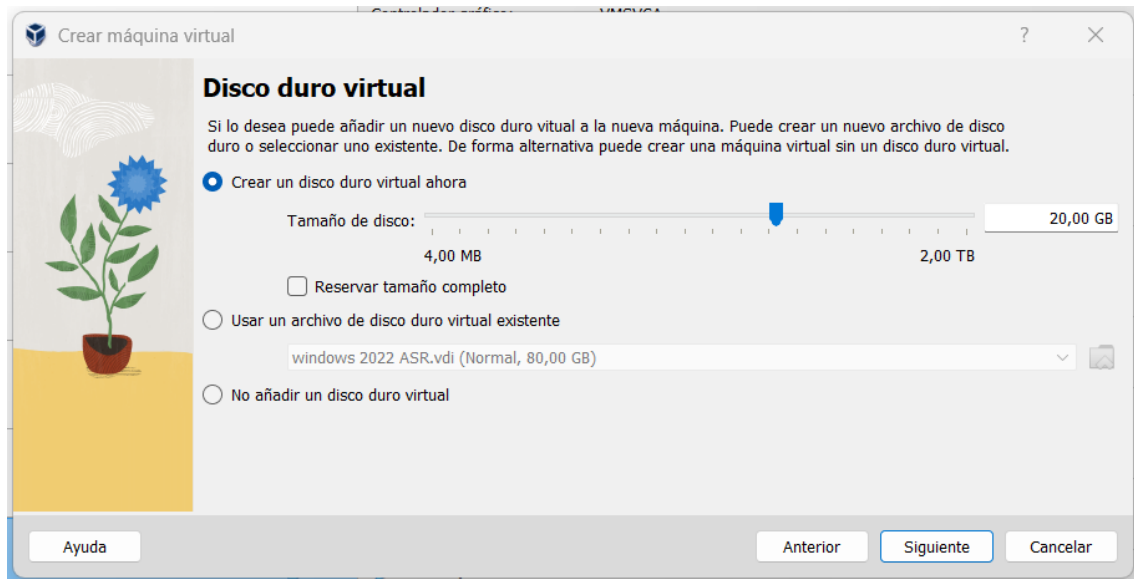 Crear máquina virtual
Disco duro virtual
Si lo desea puede añadir un nuevo disco duro vitual a la nueva máquina. Puede crear un nuevo archivo de disco
duro o seleccionar uno existente. De forma alternativa puede crear una máquina virtual sin un disco duro virtual.
Crear un disco duro virtual ahora
Tamaño de disco: 20,00 GB
4,00 MB 2,00 TB
Reservar tamaño completo
Usar un archivo de disco duro virtual existente
windows 2022 ASR.vdi (Normal, 80,00 GB)
No añadir un disco duro virtual
Ayuda Anterior Siguiente Cancelar